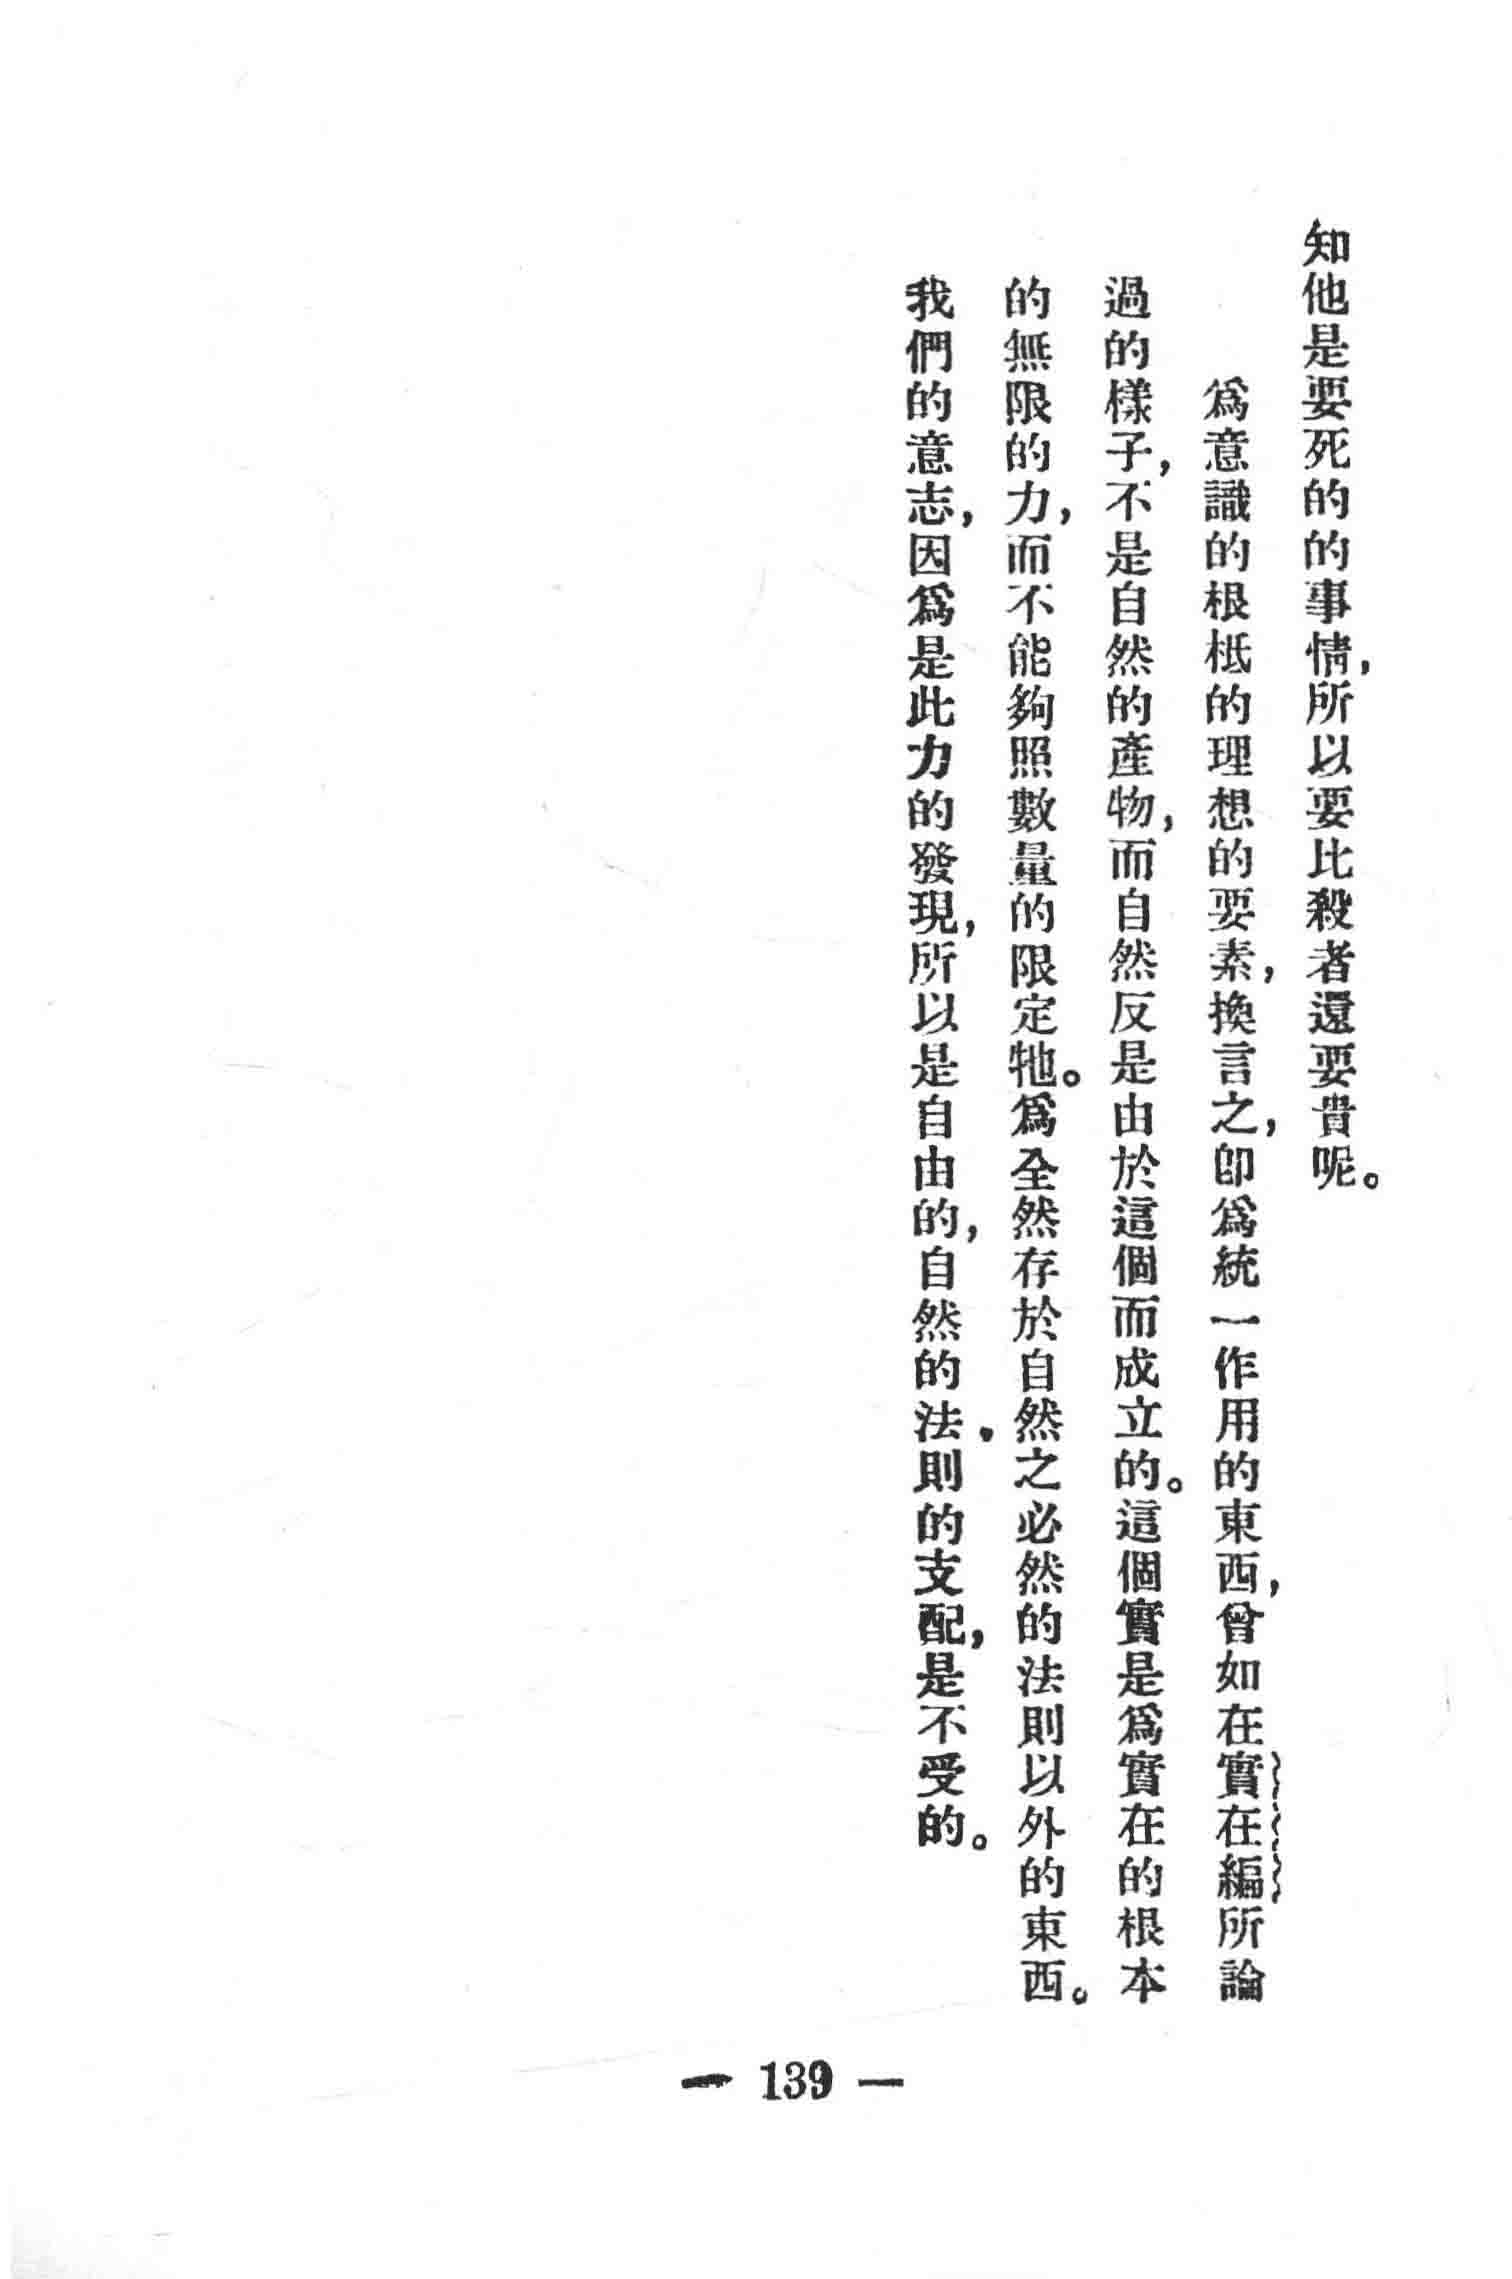 知他是要死的的事情，所以要比殺者還要貴呢。
爲意識的根柢的理想的要素，換言之，卽爲統一作用的東西，曾如在實在編所論
過的樣子，不是自然的產物，而自然反是由於這個而成立的。這個實是爲實在的根本
的無限的力，而不能夠照數量的限定牠。爲全然存於自然之必然的法則以外的東西。
我們的意志，因爲是此力的發現，所以是自由的，自然的法則的支配，是不受的。
— 139 —